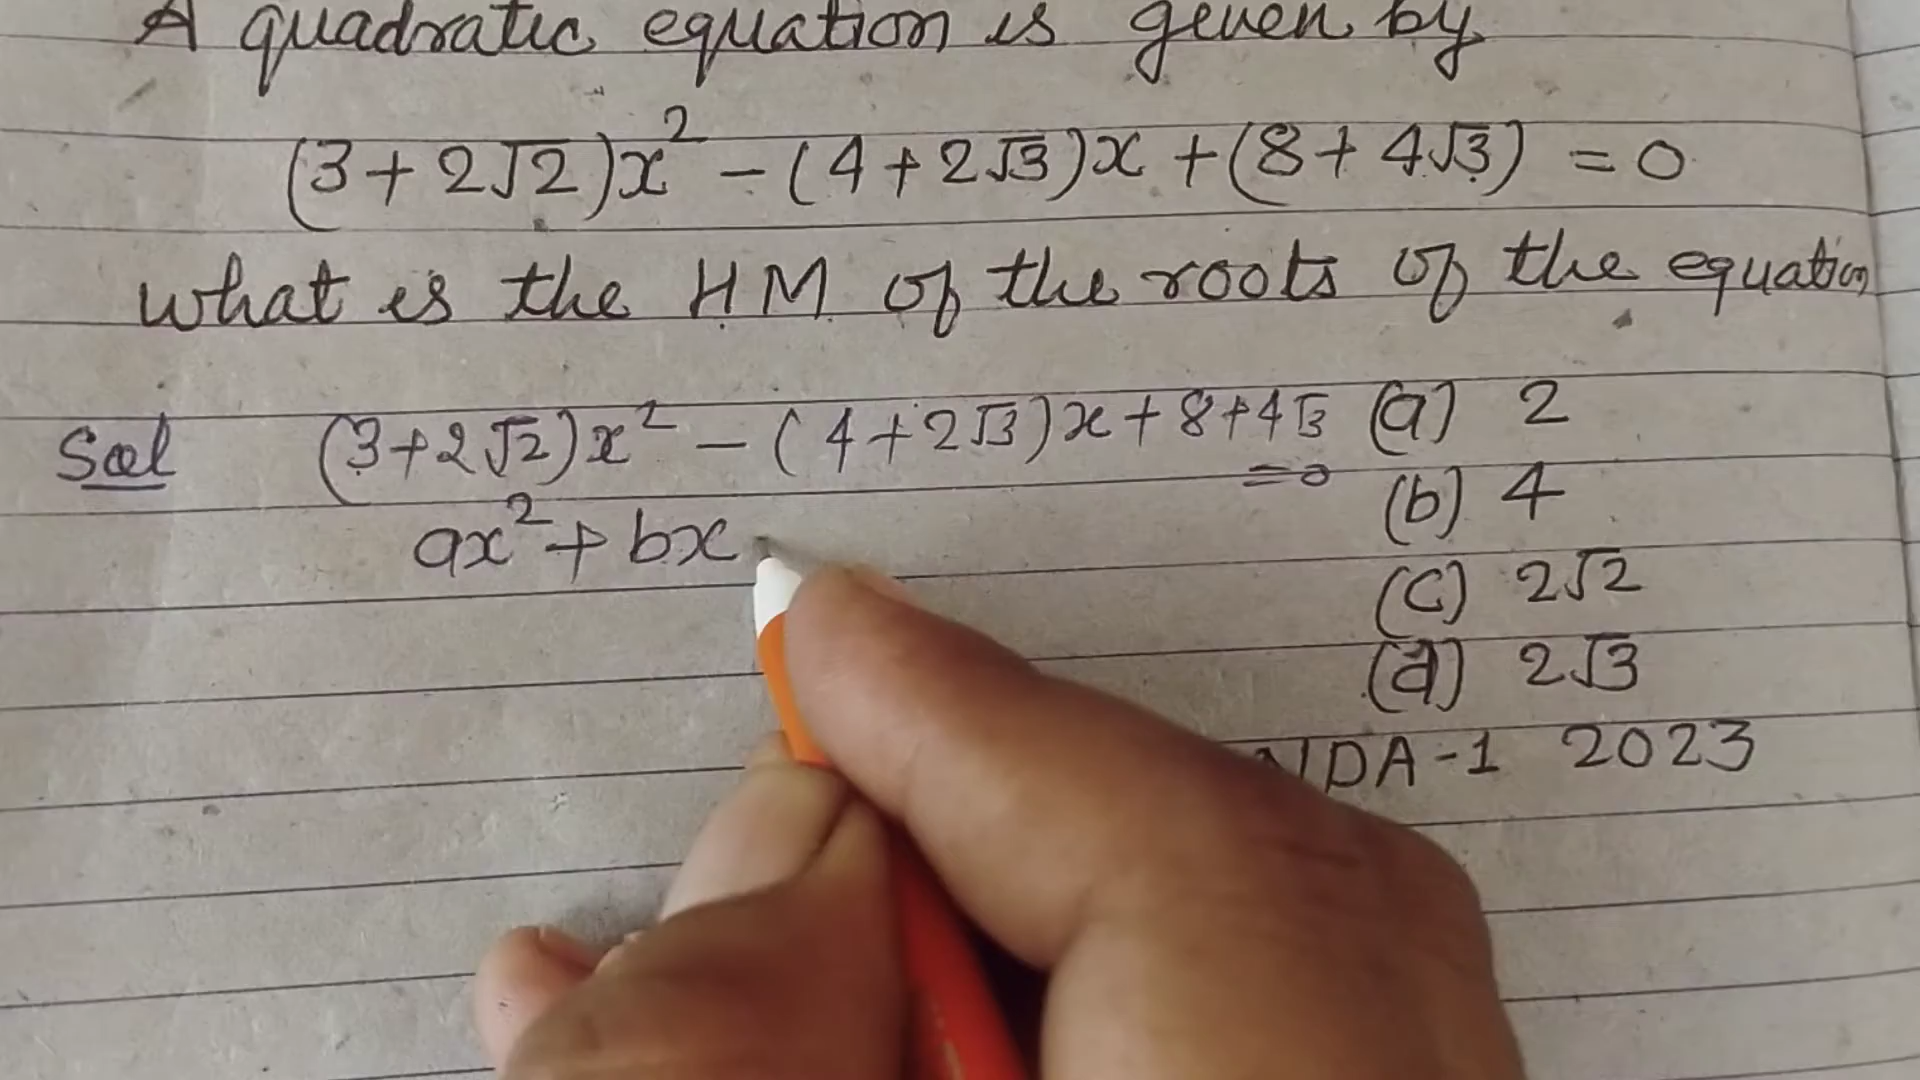 A quadratic equation is given by
(3+2√2)x² - (4+2√3)x + (8+4√3) = 0
what is the HM of the roots of the equation
Sol (3+2√2)x² - (4+2√3)x + 8+4√3 = 0
(a) 2
ax² + bx
(b) 4
(c) 2√2
(d) 2√3
NDA-1 2023